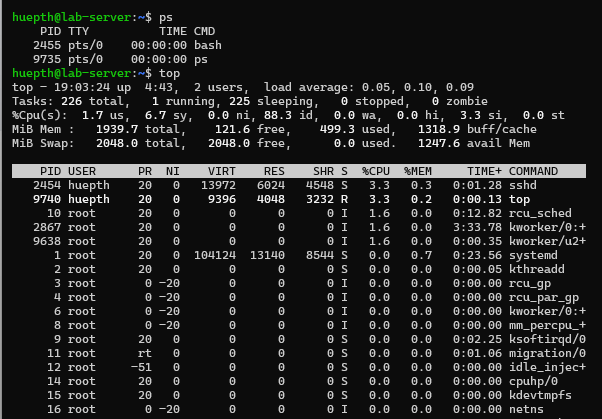 huepth@lab-server:~$ ps
    PID TTY          TIME CMD
   2455 pts/0    00:00:00 bash
   9735 pts/0    00:00:00 ps
huepth@lab-server:~$ top
top - 19:03:24 up  4:43,  2 users,  load average: 0.05, 0.10, 0.09
Tasks: 226 total,   1 running, 225 sleeping,   0 stopped,   0 zombie
%Cpu(s):  1.7 us,  6.7 sy,  0.0 ni, 88.3 id,  0.0 wa,  0.0 hi,  3.3 si,  0.0 st
MiB Mem :   1939.7 total,    121.6 free,    499.3 used,   1318.9 buff/cache
MiB Swap:   2048.0 total,   2048.0 free,      0.0 used.   1247.6 avail Mem
    PID USER      PR  NI    VIRT    RES    SHR S  %CPU  %MEM     TIME+ COMMAND
   2454 huepth    20   0   13972   6024   4548 S   3.3   0.3   0:01.28 sshd
   9740 huepth    20   0    9396   4048   3232 R   3.3   0.2   0:00.13 top
     10 root      20   0       0      0      0 I   1.6   0.0   0:12.82 rcu_sched
   2867 root      20   0       0      0      0 I   1.6   0.0   3:33.78 kworker/0:+
   9638 root      20   0       0      0      0 I   1.6   0.0   0:00.35 kworker/u2+
      1 root      20   0  104124  13140   8544 S   0.0   0.7   0:23.56 systemd
      2 root      20   0       0      0      0 S   0.0   0.0   0:00.05 kthreadd
      3 root       0 -20       0      0      0 I   0.0   0.0   0:00.00 rcu_gp
      4 root       0 -20       0      0      0 I   0.0   0.0   0:00.00 rcu_par_gp
      6 root       0 -20       0      0      0 I   0.0   0.0   0:00.00 kworker/0:+
      8 root       0 -20       0      0      0 I   0.0   0.0   0:00.00 mm_percpu_+
      9 root      20   0       0      0      0 S   0.0   0.0   0:02.25 ksoftirqd/0
     11 root      rt   0       0      0      0 S   0.0   0.0   0:01.06 migration/0
     12 root     -51   0       0      0      0 S   0.0   0.0   0:00.00 idle_injec+
     14 root      20   0       0      0      0 S   0.0   0.0   0:00.00 cpuhp/0
     15 root      20   0       0      0      0 S   0.0   0.0   0:00.00 kdevtmpfs
     16 root       0 -20       0      0      0 I   0.0   0.0   0:00.00 netns